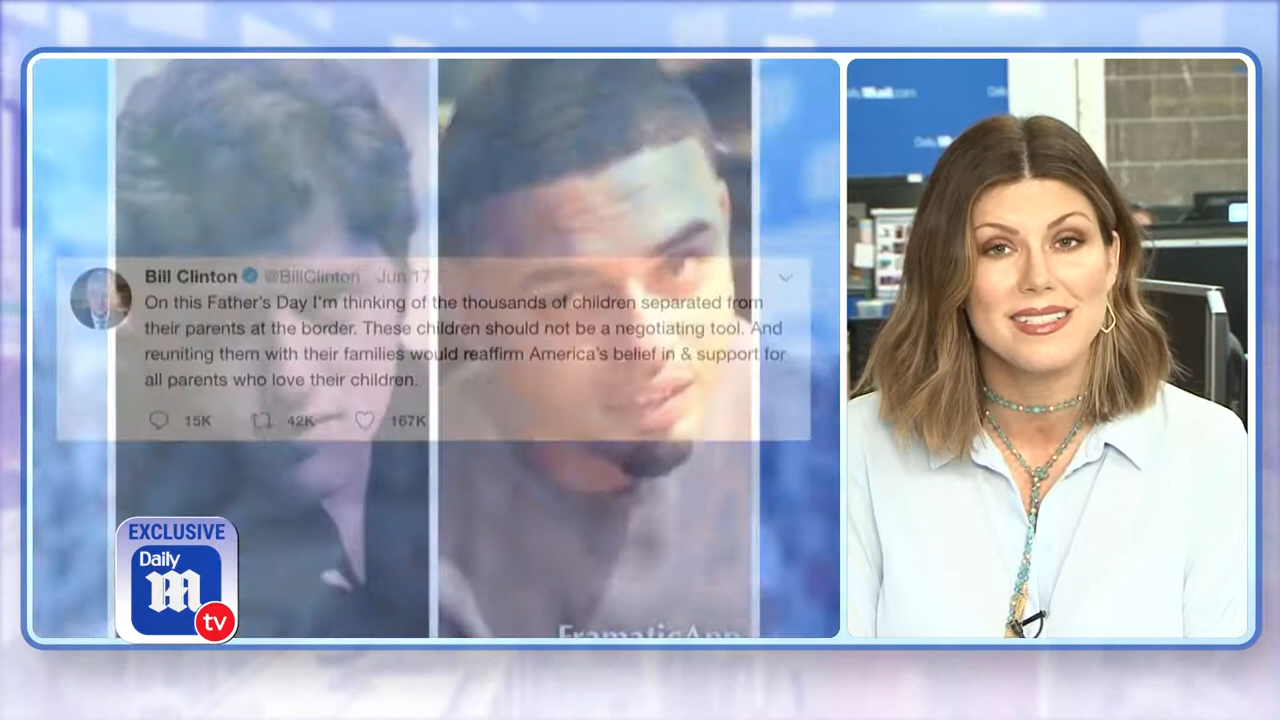 Bill Clinton @BillClinton Jun 17
On this Father's Day I'm thinking of the thousands of children separated from
their parents at the border. These children should not be a negotiating tool. And
reuniting them with their families would reaffirm America's belief in & support for
all parents who love their children.
15K 42K 167K
EXCLUSIVE
Daily
M
tv
FramaticApp